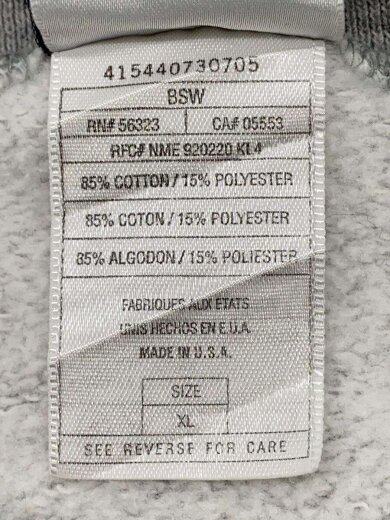 415440730705
BSW
RN# 56323 CA# 05553
RFC# NME 920220 KL4
85% COTTON / 15% POLYESTER
85% COTON / 15% POLYESTER
85% ALGODON / 15% POLIESTER
FABRIQUES AUX ETATS
UNIS HECHOS EN E.U.A.
MADE IN U.S.A.
SIZE
XL
SEE REVERSE FOR CARE